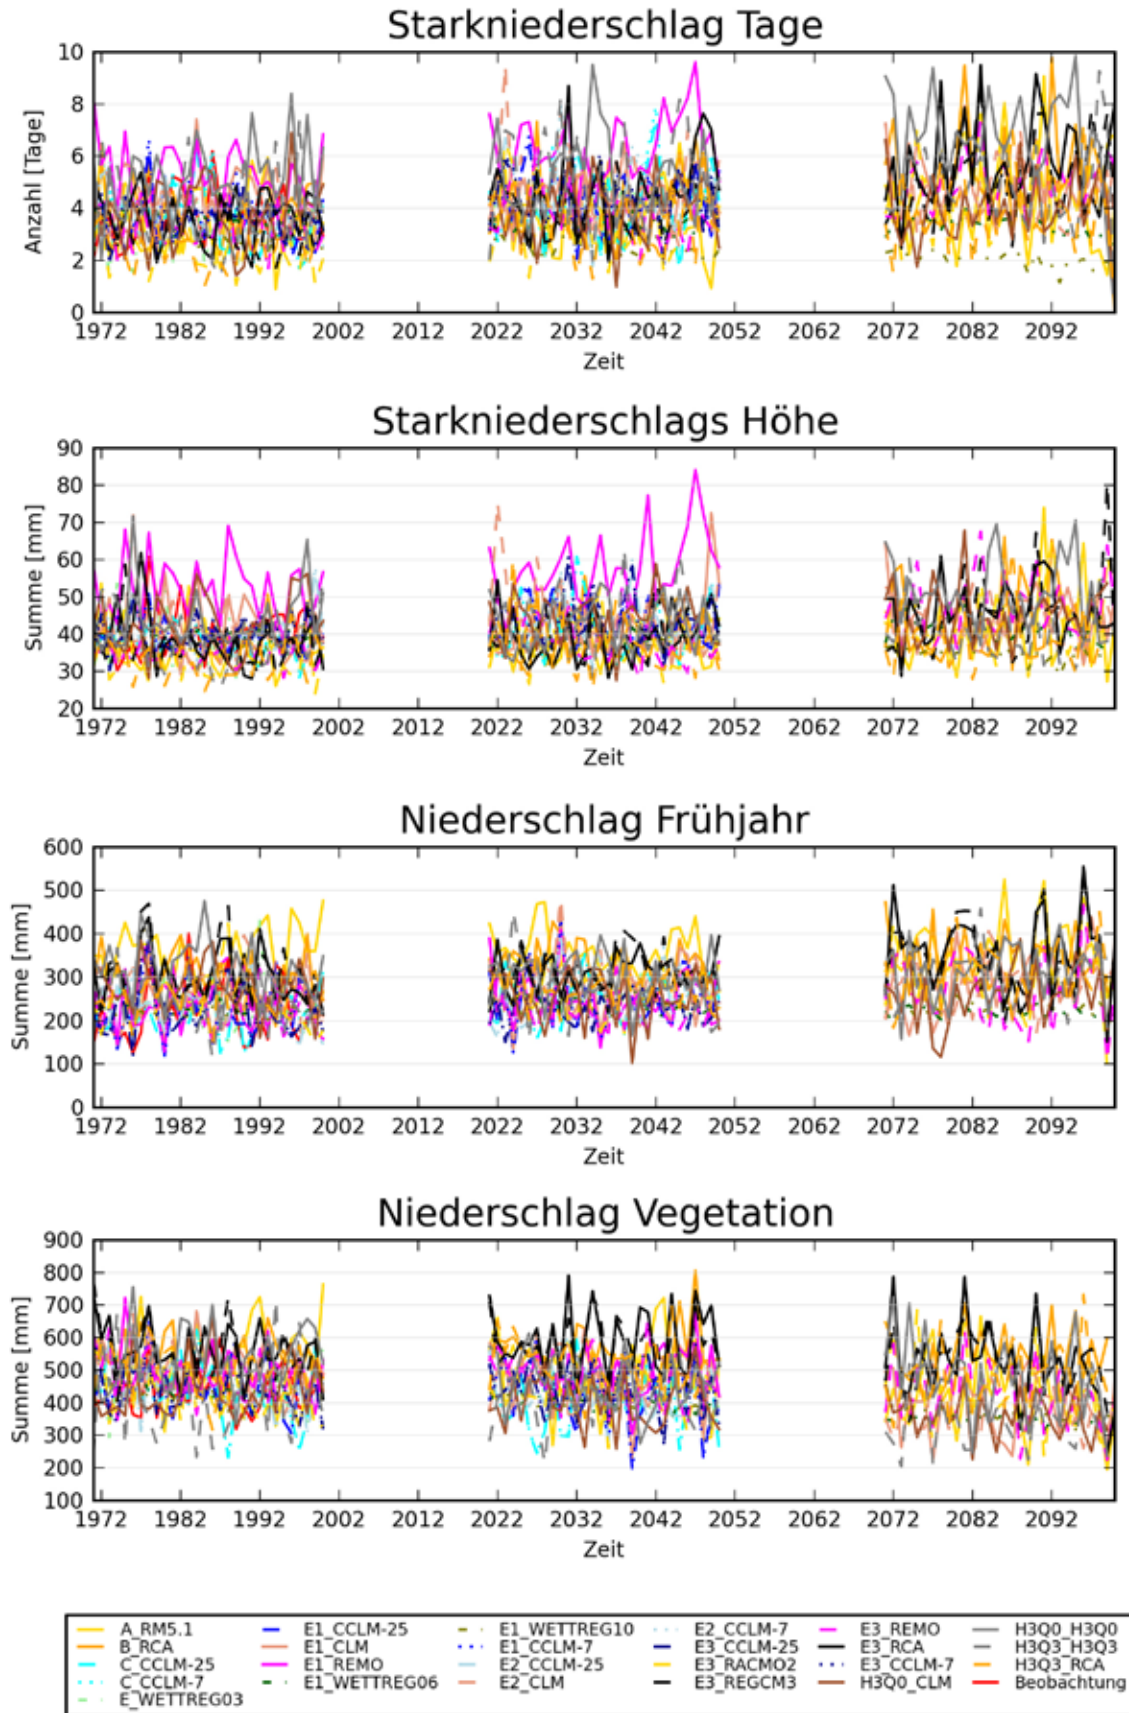 Starkniederschlag Tage
10
8
6
4
2
0
Anzahl [Tage]
1972 1982 1992 2002 2012 2022 2032 2042 2052 2062 2072 2082 2092
Zeit
Starkniederschlags Höhe
90
80
70
60
50
40
30
20
Summe [mm]
1972 1982 1992 2002 2012 2022 2032 2042 2052 2062 2072 2082 2092
Zeit
Niederschlag Frühjahr
600
500
400
300
200
100
0
Summe [mm]
1972 1982 1992 2002 2012 2022 2032 2042 2052 2062 2072 2082 2092
Zeit
Niederschlag Vegetation
900
800
700
600
500
400
300
200
100
Summe [mm]
1972 1982 1992 2002 2012 2022 2032 2042 2052 2062 2072 2082 2092
Zeit
A_RM5.1 E1_CCLM-25 E1_WETTREG10 E2_CCLM-7 E3_REMO H3Q0_H3Q0
B_RCA E1_CLM E1_CCLM-7 E3_CCLM-25 E3_RCA H3Q3_H3Q3
C_CCLM-25 E1_REMO E2_CCLM-25 E3_RACMO2 E3_CCLM-7 H3Q3_RCA
C_CCLM-7 E1_WETTREG06 E2_CLM E3_REGCM3 H3Q0_CLM Beobachtung
E_WETTREG03